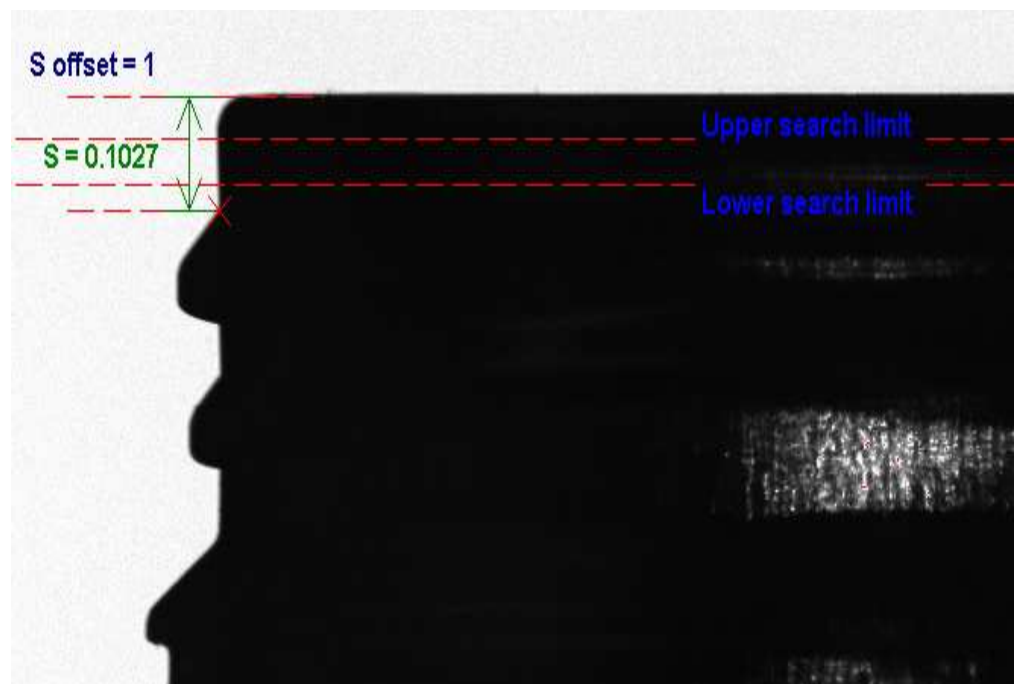 S offset = 1
Upper search limit
S = 0.1027
Lower search limit